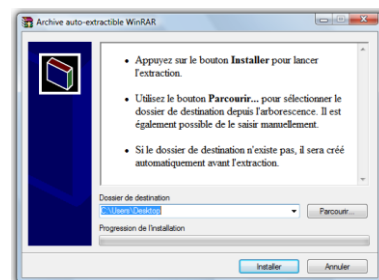 Archive auto-extractible WinRAR
• Appuyez sur le bouton Installer pour lancer
l'extraction.
• Utilisez le bouton Parcourir... pour sélectionner le
dossier de destination depuis l'arborescence. Il est
également possible de le saisir manuellement.
• Si le dossier de destination n'existe pas, il sera créé
automatiquement avant l'extraction.
Dossier de destination
C:\Users\Desktop
Parcourir...
Progression de l'installation
Installer
Annuler